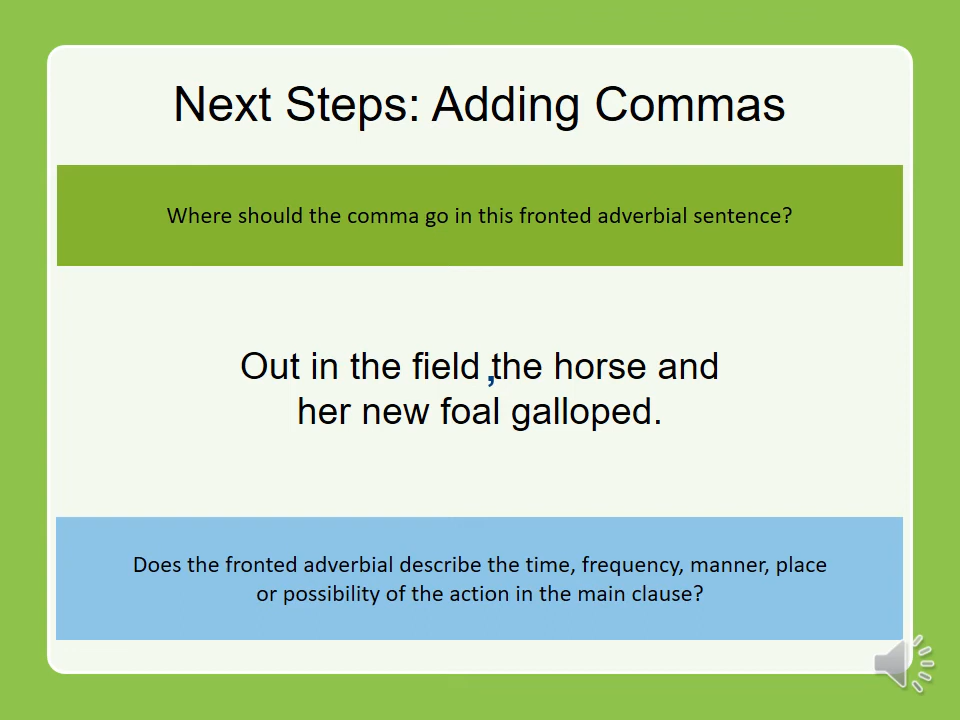 Next Steps: Adding Commas
Where should the comma go in this fronted adverbial sentence?
Out in the field ,the horse and
her new foal galloped.
Does the fronted adverbial describe the time, frequency, manner, place
or possibility of the action in the main clause?